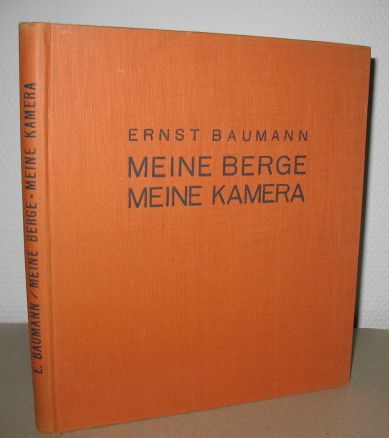 E. BAUMANN / MEINE BERGE - MEINE KAMERA
ERNST BAUMANN
MEINE BERGE
MEINE KAMERA